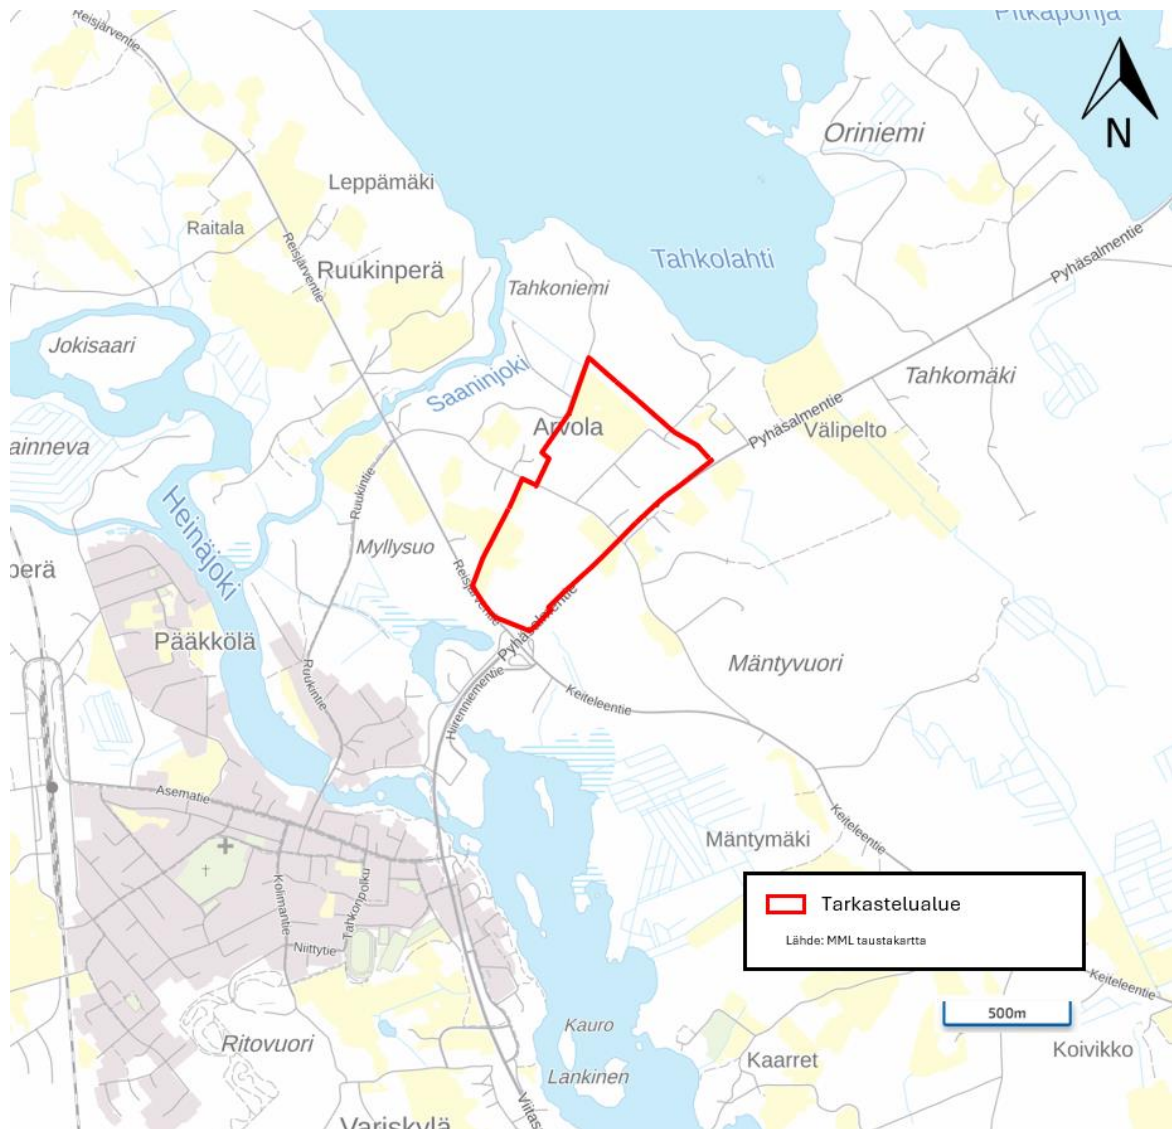 Reisjärventie
Pitkäpohja
N
Oriniemi
Leppämäki
Raitala
Reisjärventie
Ruukinperä
Tahkolahti
Pyhäsalmentie
Tahkoniemi
Jokisaari
Saaninjoki
Tahkomäki
Arvola
Pyhäsalmentie
Välipelto
ainneva
Ruukintie
Heinäjoki
Myllysuo
perä
Reisjärventie
Pyhäsalmentie
Pääkkölä
Ruukintie
Mäntyvuori
Hiirenniementie
Keiteleentie
Asematie
Keiteleentie
Mäntymäki
Kolimantie
Tahkonpolku
Tarkastelualue
Niittytie
Lähde: MML taustakartta
Keiteleentie
500m
Kauro
Ritovuori
Kaarret
Koivikko
Lankinen
Viitas
Variskylä